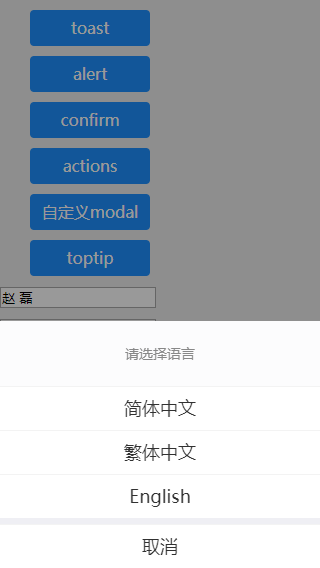 toast
alert
confirm
actions
自定义modal
toptip
赵 磊
请选择语言
简体中文
繁体中文
English
取消